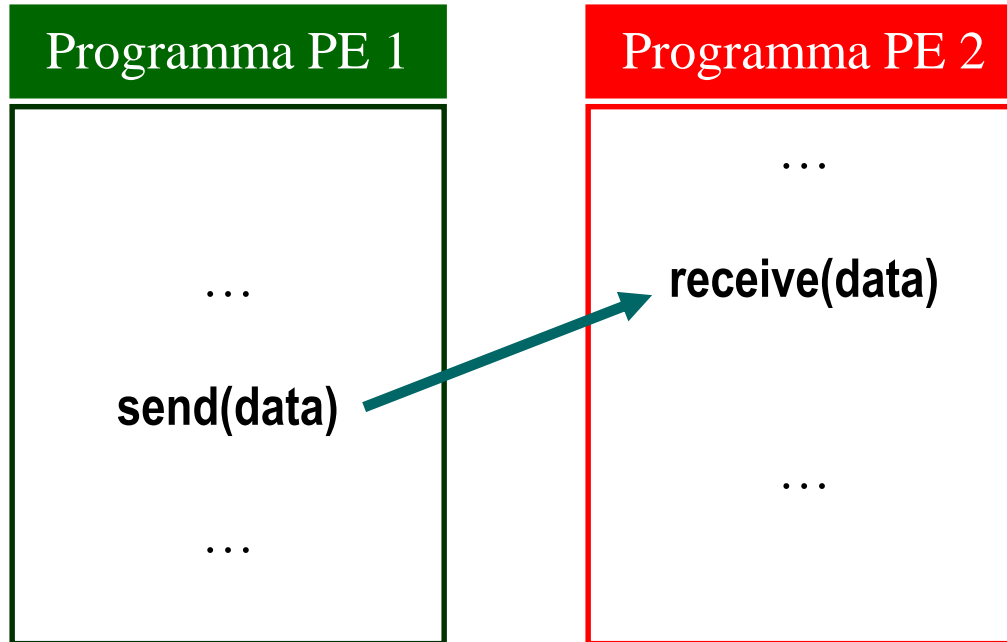 Programma PE 1
…
send(data)
…
Programma PE 2
…
receive(data)
…